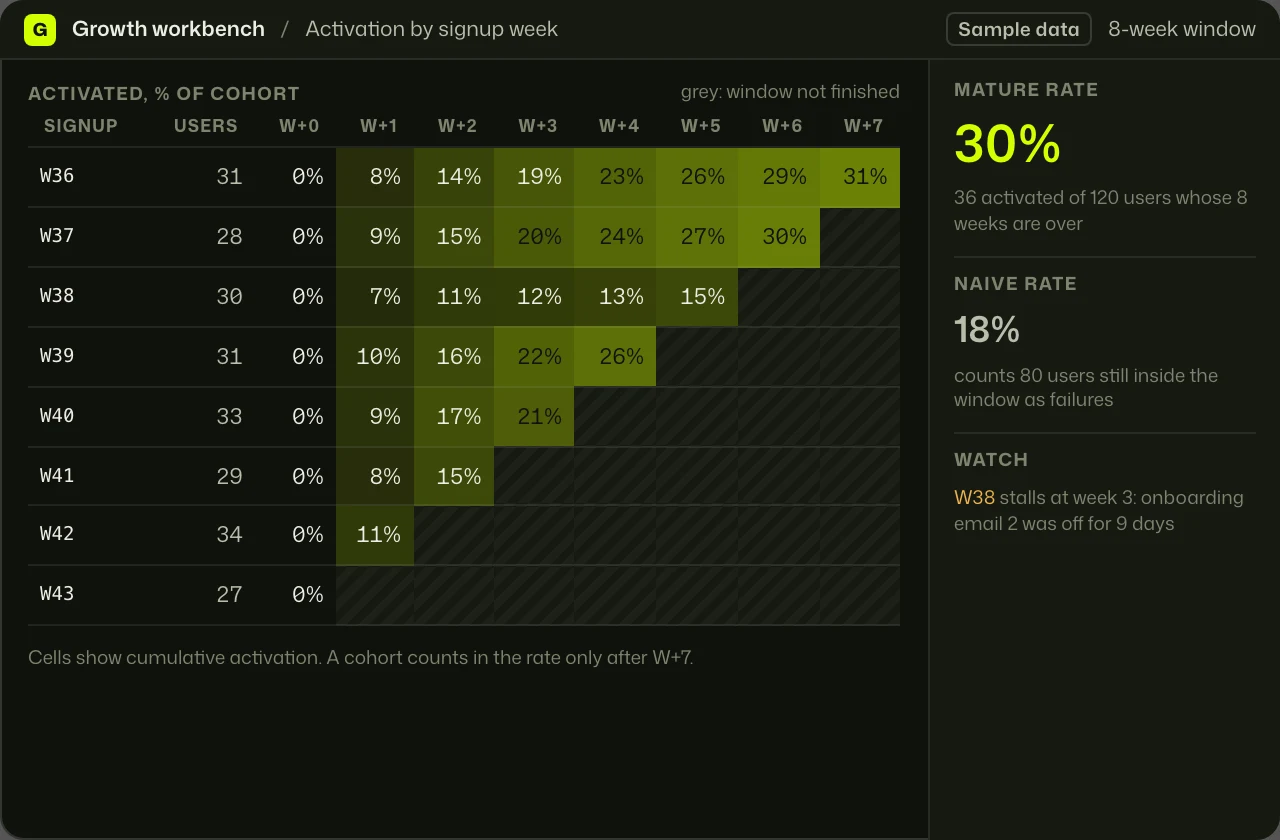 G Growth workbench / Activation by signup week Sample data 8-week window
ACTIVATED, % OF COHORT grey: window not finished
SIGNUP USERS W+0 W+1 W+2 W+3 W+4 W+5 W+6 W+7
W36 31 0% 8% 14% 19% 23% 26% 29% 31%
W37 28 0% 9% 15% 20% 24% 27% 30%
W38 30 0% 7% 11% 12% 13% 15%
W39 31 0% 10% 16% 22% 26%
W40 33 0% 9% 17% 21%
W41 29 0% 8% 15%
W42 34 0% 11%
W43 27 0%
Cells show cumulative activation. A cohort counts in the rate only after W+7.
MATURE RATE
30%
36 activated of 120 users whose 8
weeks are over
NAIVE RATE
18%
counts 80 users still inside the
window as failures
WATCH
W38 stalls at week 3: onboarding
email 2 was off for 9 days